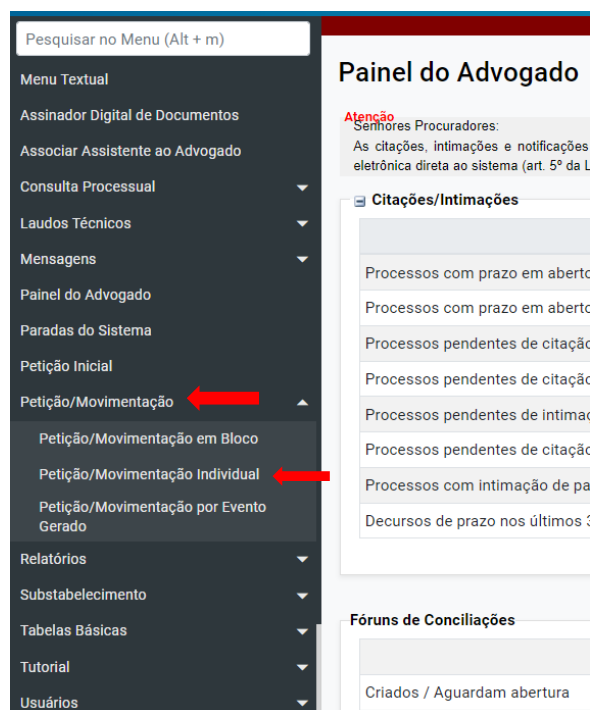 Pesquisar no Menu (Alt + m)
Menu Textual
Assinador Digital de Documentos
Associar Assistente ao Advogado
Consulta Processual
Laudos Técnicos
Mensagens
Painel do Advogado
Paradas do Sistema
Petição Inicial
Petição/Movimentação
Petição/Movimentação em Bloco
Petição/Movimentação Individual
Petição/Movimentação por Evento
Gerado
Relatórios
Substabelecimento
Tabelas Básicas
Tutorial
Usuários
Painel do Advogado
Atenção
Senhores Procuradores:
As citações, intimações e notificações
eletrônica direta ao sistema (art. 5º da L
Citações/Intimações
Processos com prazo em aberto
Processos com prazo em aberto
Processos pendentes de citação
Processos pendentes de citação
Processos pendentes de intimaç
Processos pendentes de citação
Processos com intimação de pa
Decursos de prazo nos últimos 3
Fóruns de Conciliações
Criados / Aguardam abertura